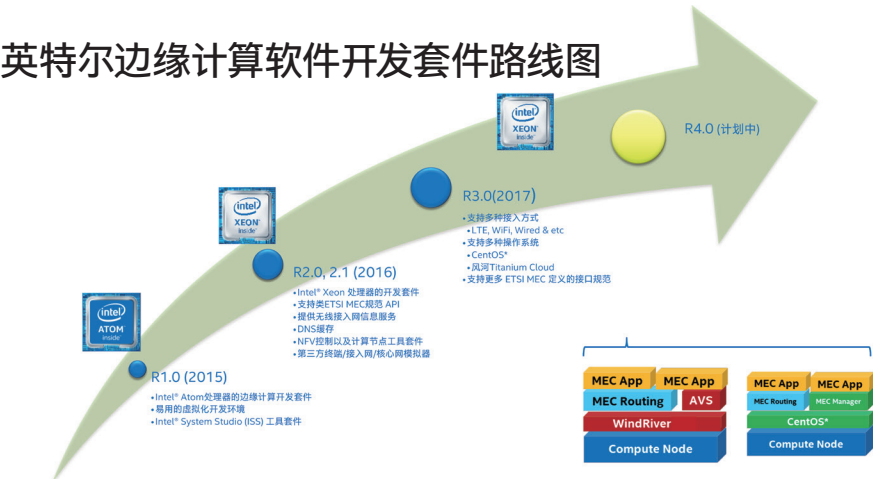 英特尔边缘计算软件开发套件路线图
intel
XEON
inside
R4.0 (计划中)
intel
XEON
inside
R3.0(2017)
•支持多种接入方式
•LTE, WiFi, Wired & etc
•支持多种操作系统
•CentOS*
•风河Titanium Cloud
•支持更多 ETSI MEC 定义的接口规范
R2.0, 2.1 (2016)
•Intel® Xeon 处理器的开发套件
•支持类ETSI MEC规范 API
•提供无线接入网信息服务
•DNS缓存
•NFV控制以及计算节点工具套件
•第三方终端/接入网/核心网模拟器
intel
ATOM
inside
R1.0 (2015)
•Intel® Atom处理器的边缘计算开发套件
•易用的虚拟化开发环境
•Intel® System Studio (ISS) 工具套件
MEC App MEC App
MEC Routing AVS
WindRiver
Compute Node
MEC App MEC App
MEC Routing MEC Manager
CentOS*
Compute Node